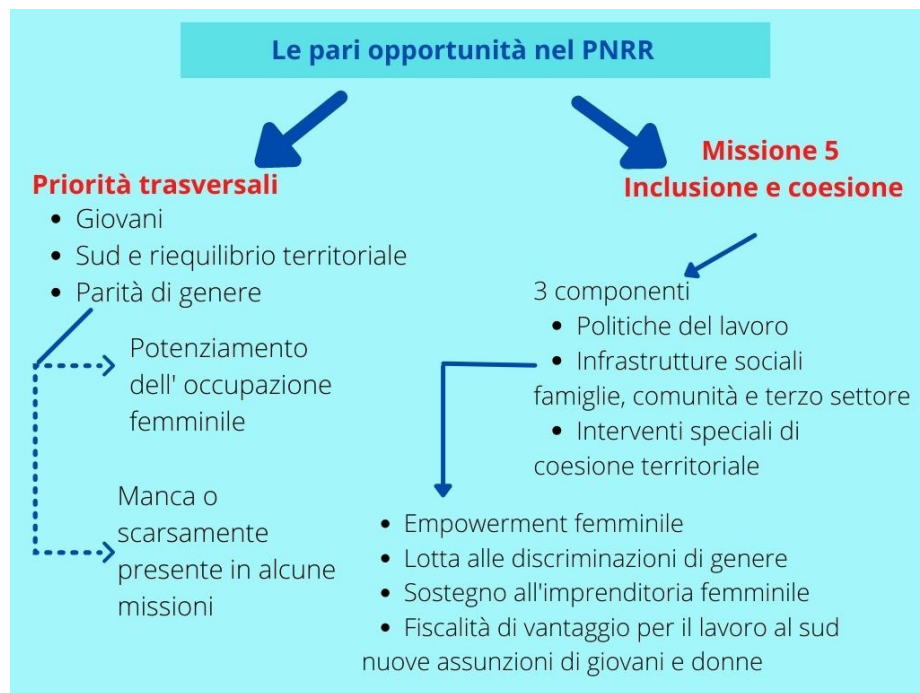 Le pari opportunità nel PNRR
Priorità trasversali
• Giovani
• Sud e riequilibrio territoriale
• Parità di genere
Potenziamento
dell' occupazione
femminile
Manca o
scarsamente
presente in alcune
missioni
Missione 5
Inclusione e coesione
3 componenti
• Politiche del lavoro
• Infrastrutture sociali
famiglie, comunità e terzo settore
• Interventi speciali di
coesione territoriale
• Empowerment femminile
• Lotta alle discriminazioni di genere
• Sostegno all'imprenditoria femminile
• Fiscalità di vantaggio per il lavoro al sud
nuove assunzioni di giovani e donne